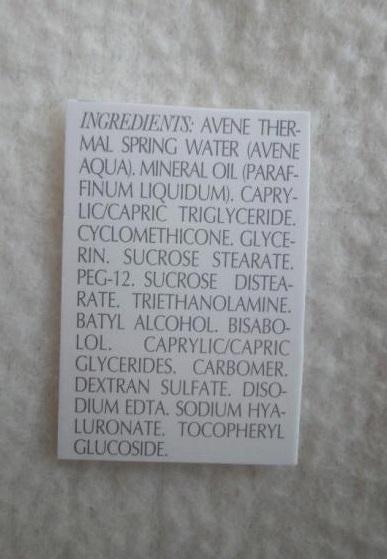 INGREDIENTS: AVENE THER-
MAL SPRING WATER (AVENE
AQUA). MINERAL OIL (PARAF-
FINUM LIQUIDUM). CAPRY-
LIC/CAPRIC TRIGLYCERIDE.
CYCLOMETHICONE. GLYCE-
RIN. SUCROSE STEARATE.
PEG-12. SUCROSE DISTEA-
RATE. TRIETHANOLAMINE.
BATYL ALCOHOL. BISABO-
LOL. CAPRYLIC/CAPRIC
GLYCERIDES. CARBOMER.
DEXTRAN SULFATE. DISO-
DIUM EDTA. SODIUM HYA-
LURONATE. TOCOPHERYL
GLUCOSIDE.